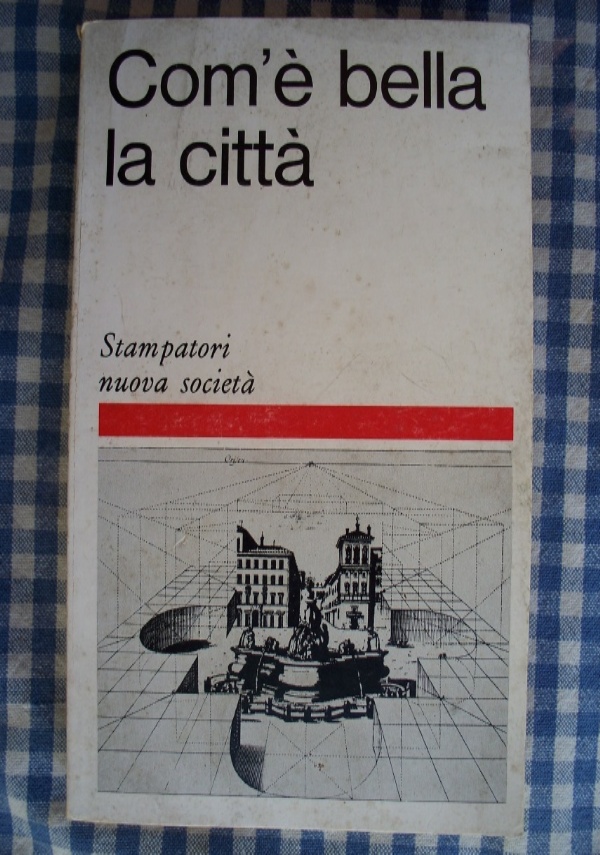 Com'è bella
la città
Stampatori
nuova società